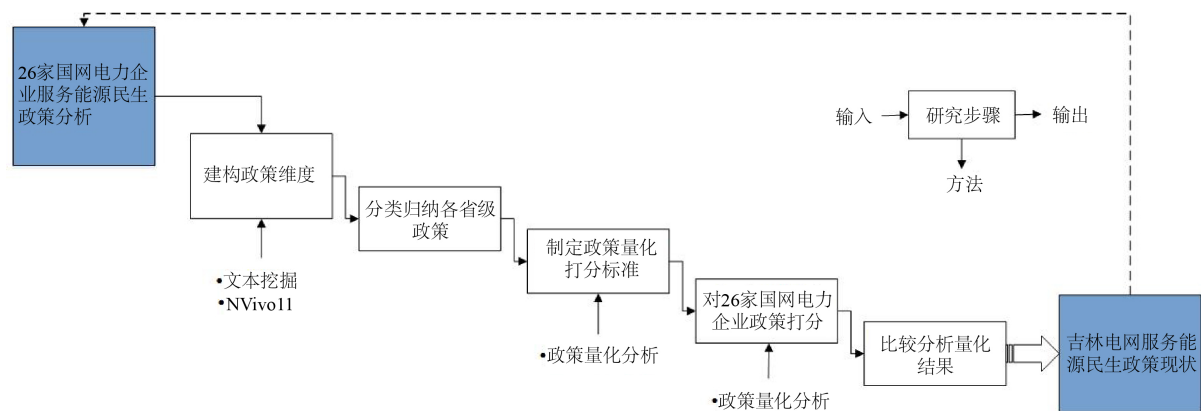 26家国网电力企
业服务能源民生
政策分析
建构政策维度
•文本挖掘
•NVivo11
分类归纳各省级
政策
制定政策量化
打分标准
•政策量化分析
对26家国网电力
企业政策打分
•政策量化分析
比较分析量化
结果
吉林电网服务能
源民生政策现状
输入
研究步骤
输出
方法